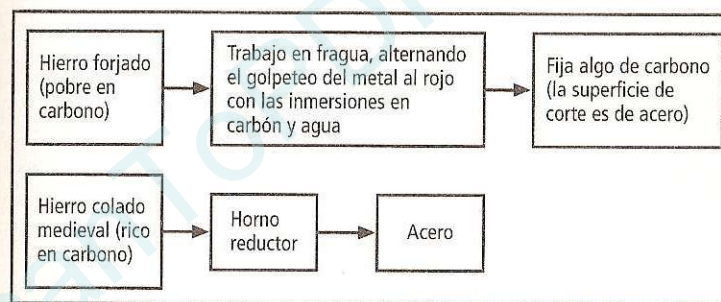 Hierro forjado
(pobre en
carbono)
Trabajo en fragua, alternando
el golpeteo del metal al rojo
con las inmersiones en
carbón y agua
Fija algo de carbono
(la superficie de
corte es de acero)
Hierro colado
medieval (rico
en carbono)
Horno
reductor
Acero